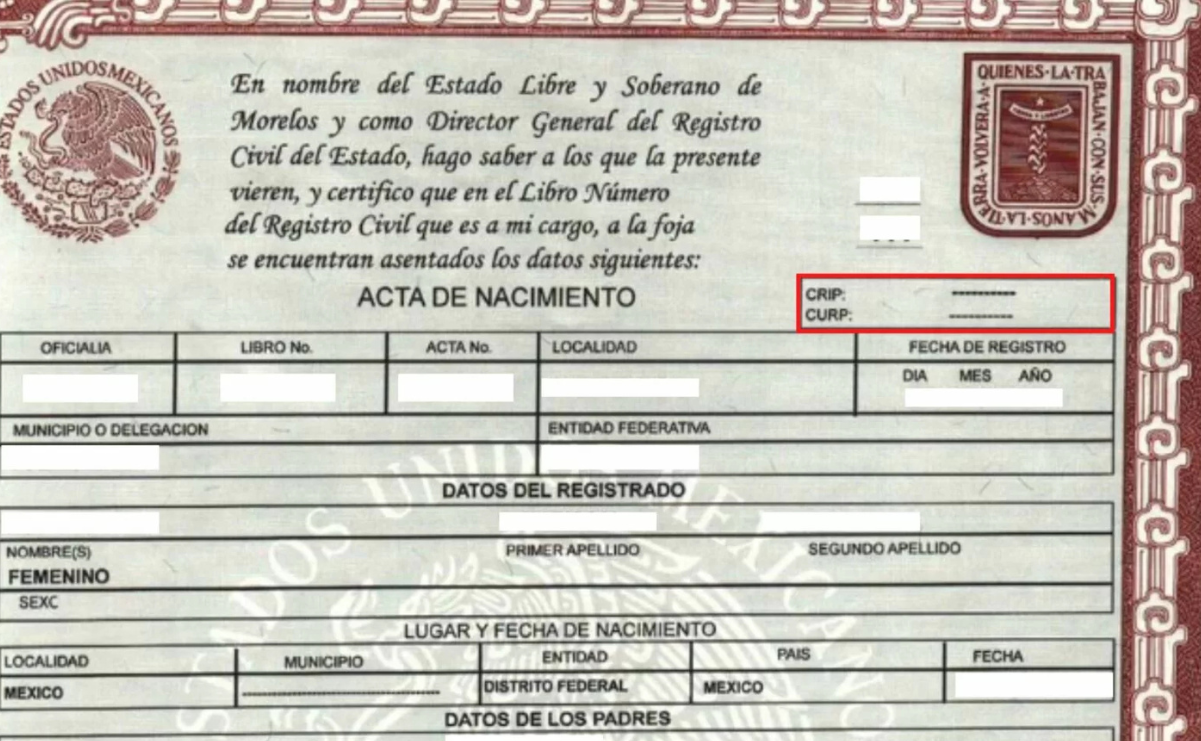 ESTADOS UNIDOS MEXICANOS
En nombre del Estado Libre y Soberano de
Morelos y como Director General del Registro
Civil del Estado, hago saber a los que la presente
vieren, y certifico que en el Libro Número
del Registro Civil que es a mi cargo, a la foja
se encuentran asentados los datos siguientes:
QUIENES·LA·TRABAJAN·CON·SUS·MANOS·LA·TIERRA·VOLVERA·A·
ACTA DE NACIMIENTO
CRIP: ----------
CURP: ----------
OFICIALIA LIBRO No. ACTA No. LOCALIDAD FECHA DE REGISTRO
DIA MES AÑO
MUNICIPIO O DELEGACION ENTIDAD FEDERATIVA
DATOS DEL REGISTRADO
NOMBRE(S) PRIMER APELLIDO SEGUNDO APELLIDO
FEMENINO
SEXC
LUGAR Y FECHA DE NACIMIENTO
LOCALIDAD MUNICIPIO ENTIDAD PAIS FECHA
MEXICO ------------------------------ DISTRITO FEDERAL MEXICO
DATOS DE LOS PADRES
ESTADOS UNIDOS MEXICANOS